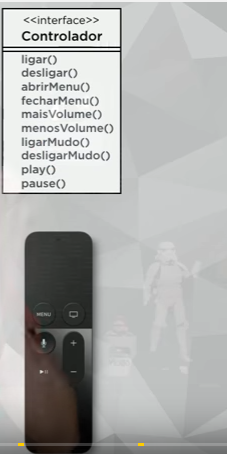 <<interface>>
Controlador
ligar()
desligar()
abrirMenu()
fecharMenu()
maisVolume()
menosVolume()
ligarMudo()
desligarMudo()
play()
pause()
MENU
+
−